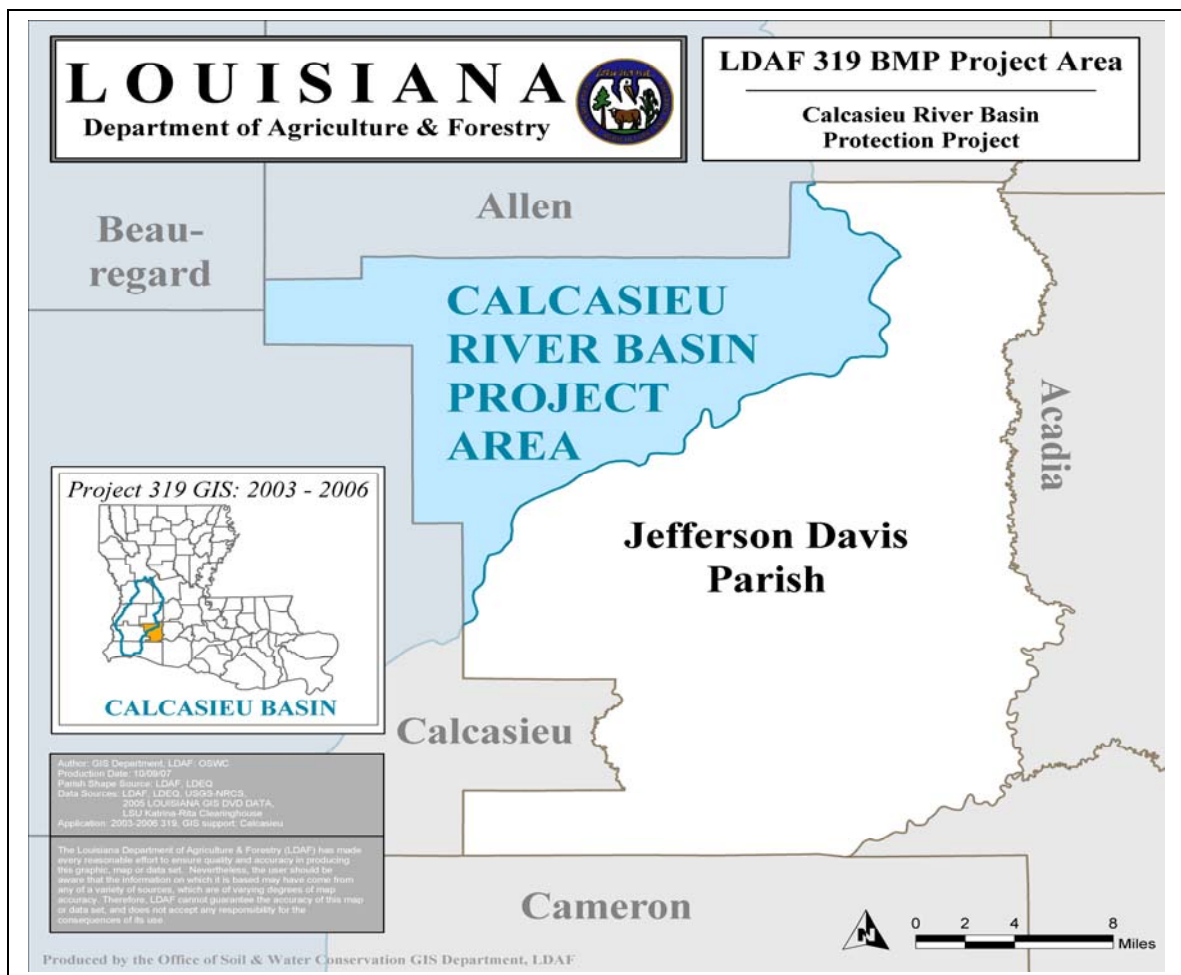 LOUISIANA
Department of Agriculture & Forestry
LDAF 319 BMP Project Area
Calcasieu River Basin
Protection Project
Allen
Beau-
regard
CALCASIEU
RIVER BASIN
PROJECT
AREA
Acadia
Project 319 GIS: 2003 - 2006
CALCASIEU BASIN
Jefferson Davis
Parish
Calcasieu
Author: GIS Department, LDAF: OSWC
Production Date: 10/09/07
Parish Shape Source: LDAF, LDEQ
Data Sources: LDAF, LDEQ, USGS-NRCS,
2005 LOUISIANA GIS DVD DATA,
LSU Katrina-Rita Clearinghouse
Application: 2003-2006 319, GIS support: Calcasieu
The Louisiana Department of Agriculture & Forestry (LDAF) has made
every reasonable effort to ensure quality and accuracy in producing
this graphic, map or data set. Nevertheless, the user should be
aware that the information on which it is based may have come from
any of a variety of sources, which are of varying degrees of map
accuracy. Therefore, LDAF cannot guarantee the accuracy of this map
or data set, and does not accept any responsibility for the
consequences of its use.
Cameron
N
0 2 4 8
Miles
Produced by the Office of Soil & Water Conservation GIS Department, LDAF